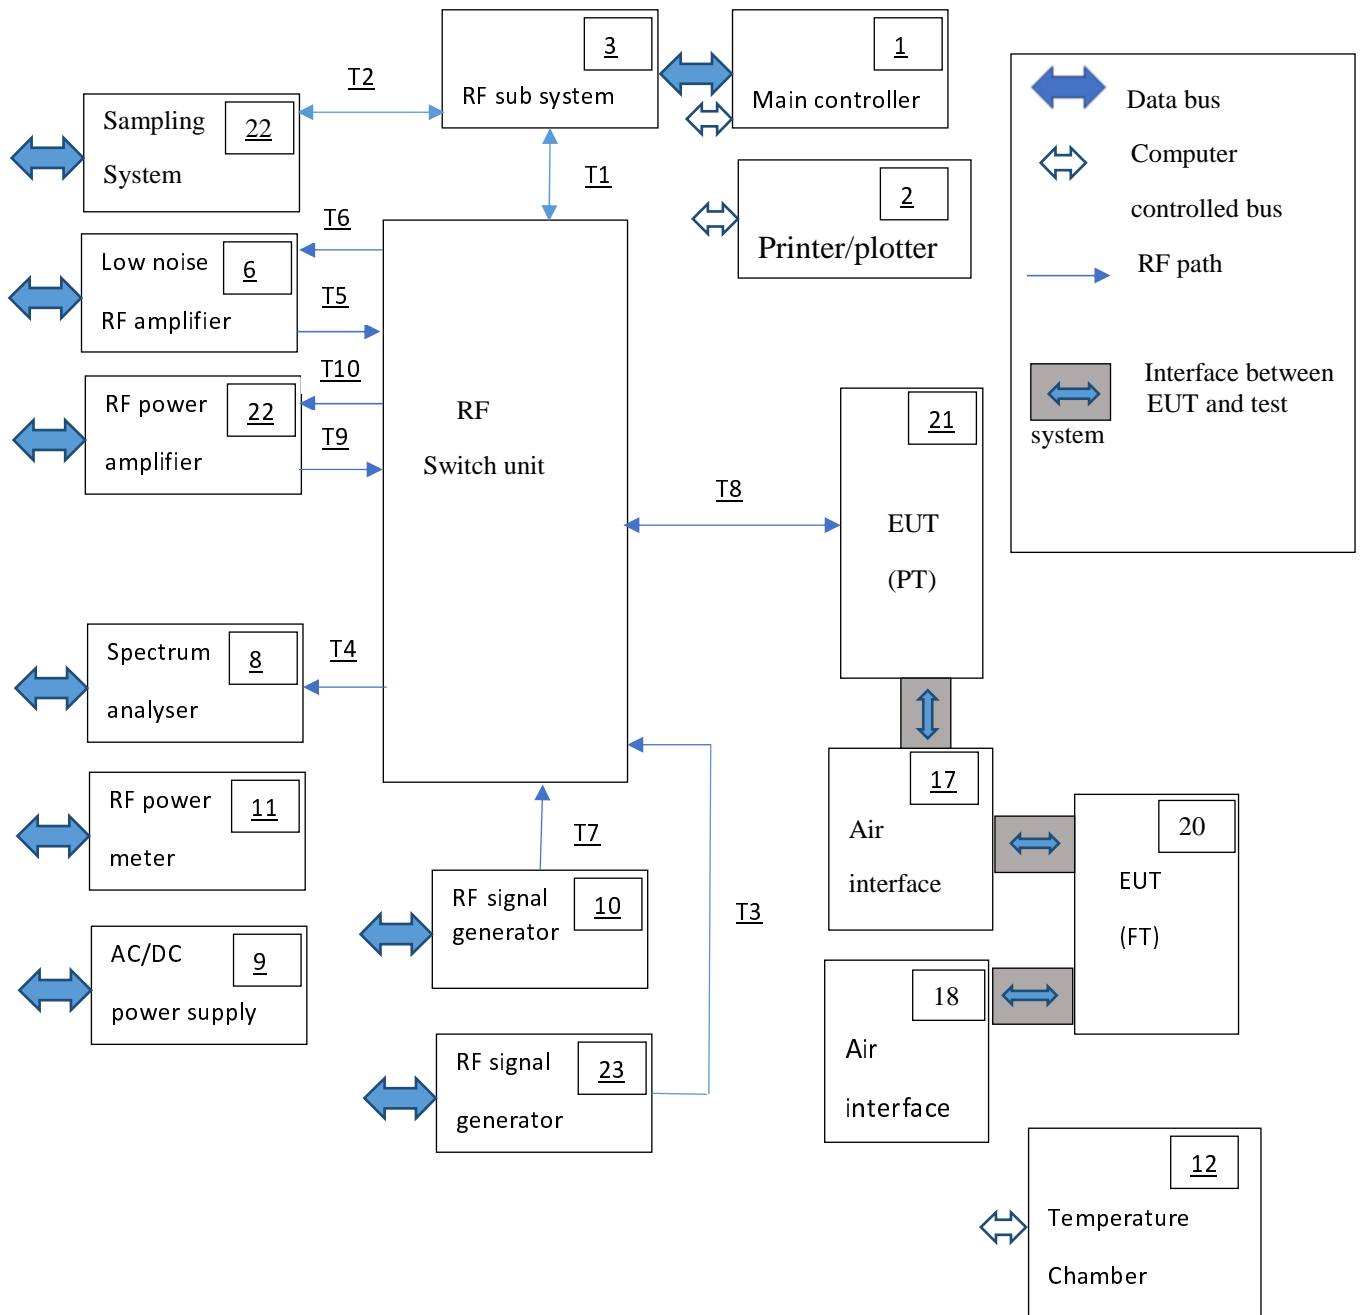 3
RF sub system
1
Main controller
T2
Sampling
22
System
T1
2
Printer/plotter
Data bus
Computer
controlled bus
RF path
Interface between
EUT and test
system
T6
Low noise
6
RF amplifier
T5
T10
RF power
22
amplifier
T9
RF
Switch unit
T8
21
EUT
(PT)
Spectrum
8
analyser
T4
RF power
11
meter
AC/DC
9
power supply
T7
RF signal
10
generator
T3
RF signal
23
generator
17
Air
interface
20
EUT
(FT)
18
Air
interface
12
Temperature
Chamber